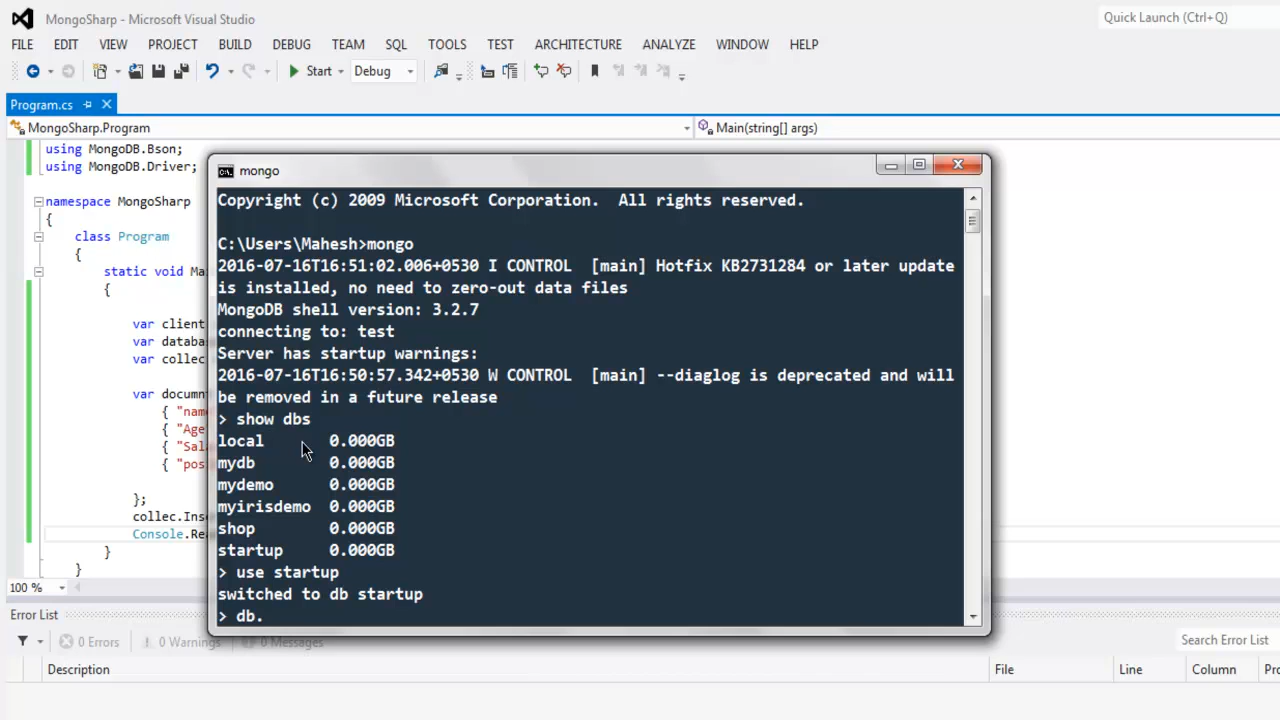 MongoSharp - Microsoft Visual Studio
Quick Launch (Ctrl+Q)
FILE EDIT VIEW PROJECT BUILD DEBUG TEAM SQL TOOLS TEST ARCHITECTURE ANALYZE WINDOW HELP
Start Debug
Program.cs
MongoSharp.Program Main(string[] args)
using MongoDB.Bson;
using MongoDB.Driver;
namespace MongoSharp
{
class Program
{
static void Ma
{
var client
var databa
var collec
var documn
{ "nam
{ "Age
{ "Sal
{ "pos
};
collec.Inse
Console.Rea
}
}
mongo
Copyright (c) 2009 Microsoft Corporation. All rights reserved.
C:\Users\Mahesh>mongo
2016-07-16T16:51:02.006+0530 I CONTROL [main] Hotfix KB2731284 or later update
is installed, no need to zero-out data files
MongoDB shell version: 3.2.7
connecting to: test
Server has startup warnings:
2016-07-16T16:50:57.342+0530 W CONTROL [main] --diaglog is deprecated and will
be removed in a future release
> show dbs
local 0.000GB
mydb 0.000GB
mydemo 0.000GB
myirisdemo 0.000GB
shop 0.000GB
startup 0.000GB
> use startup
switched to db startup
> db.
100 %
Error List
0 Errors 0 Warnings 0 Messages
Search Error List
Description File Line Column Pro